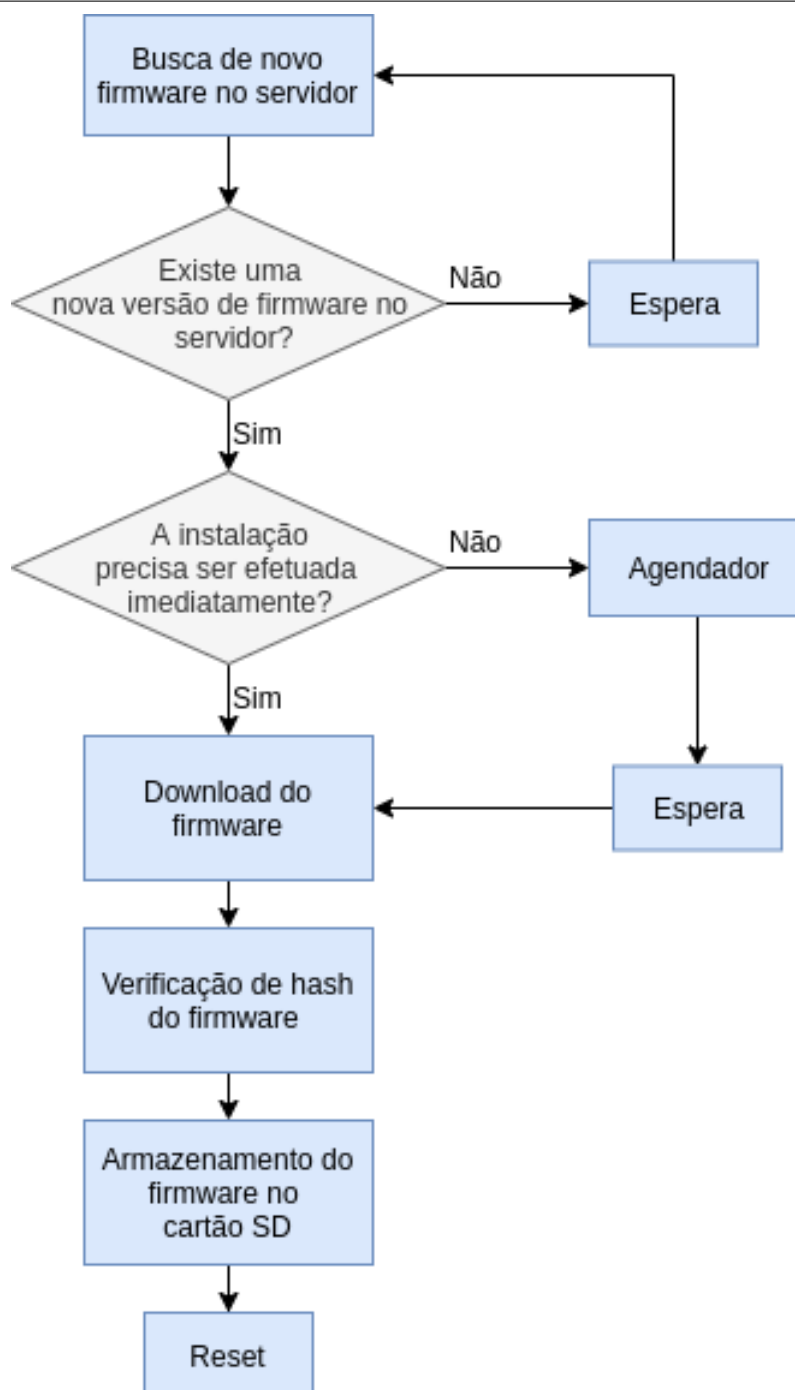 Busca de novo
firmware no servidor
Existe uma
nova versão de firmware no
servidor?
Não
Espera
Sim
A instalação
precisa ser efetuada
imediatamente?
Não
Agendador
Sim
Download do
firmware
Espera
Verificação de hash
do firmware
Armazenamento do
firmware no
cartão SD
Reset